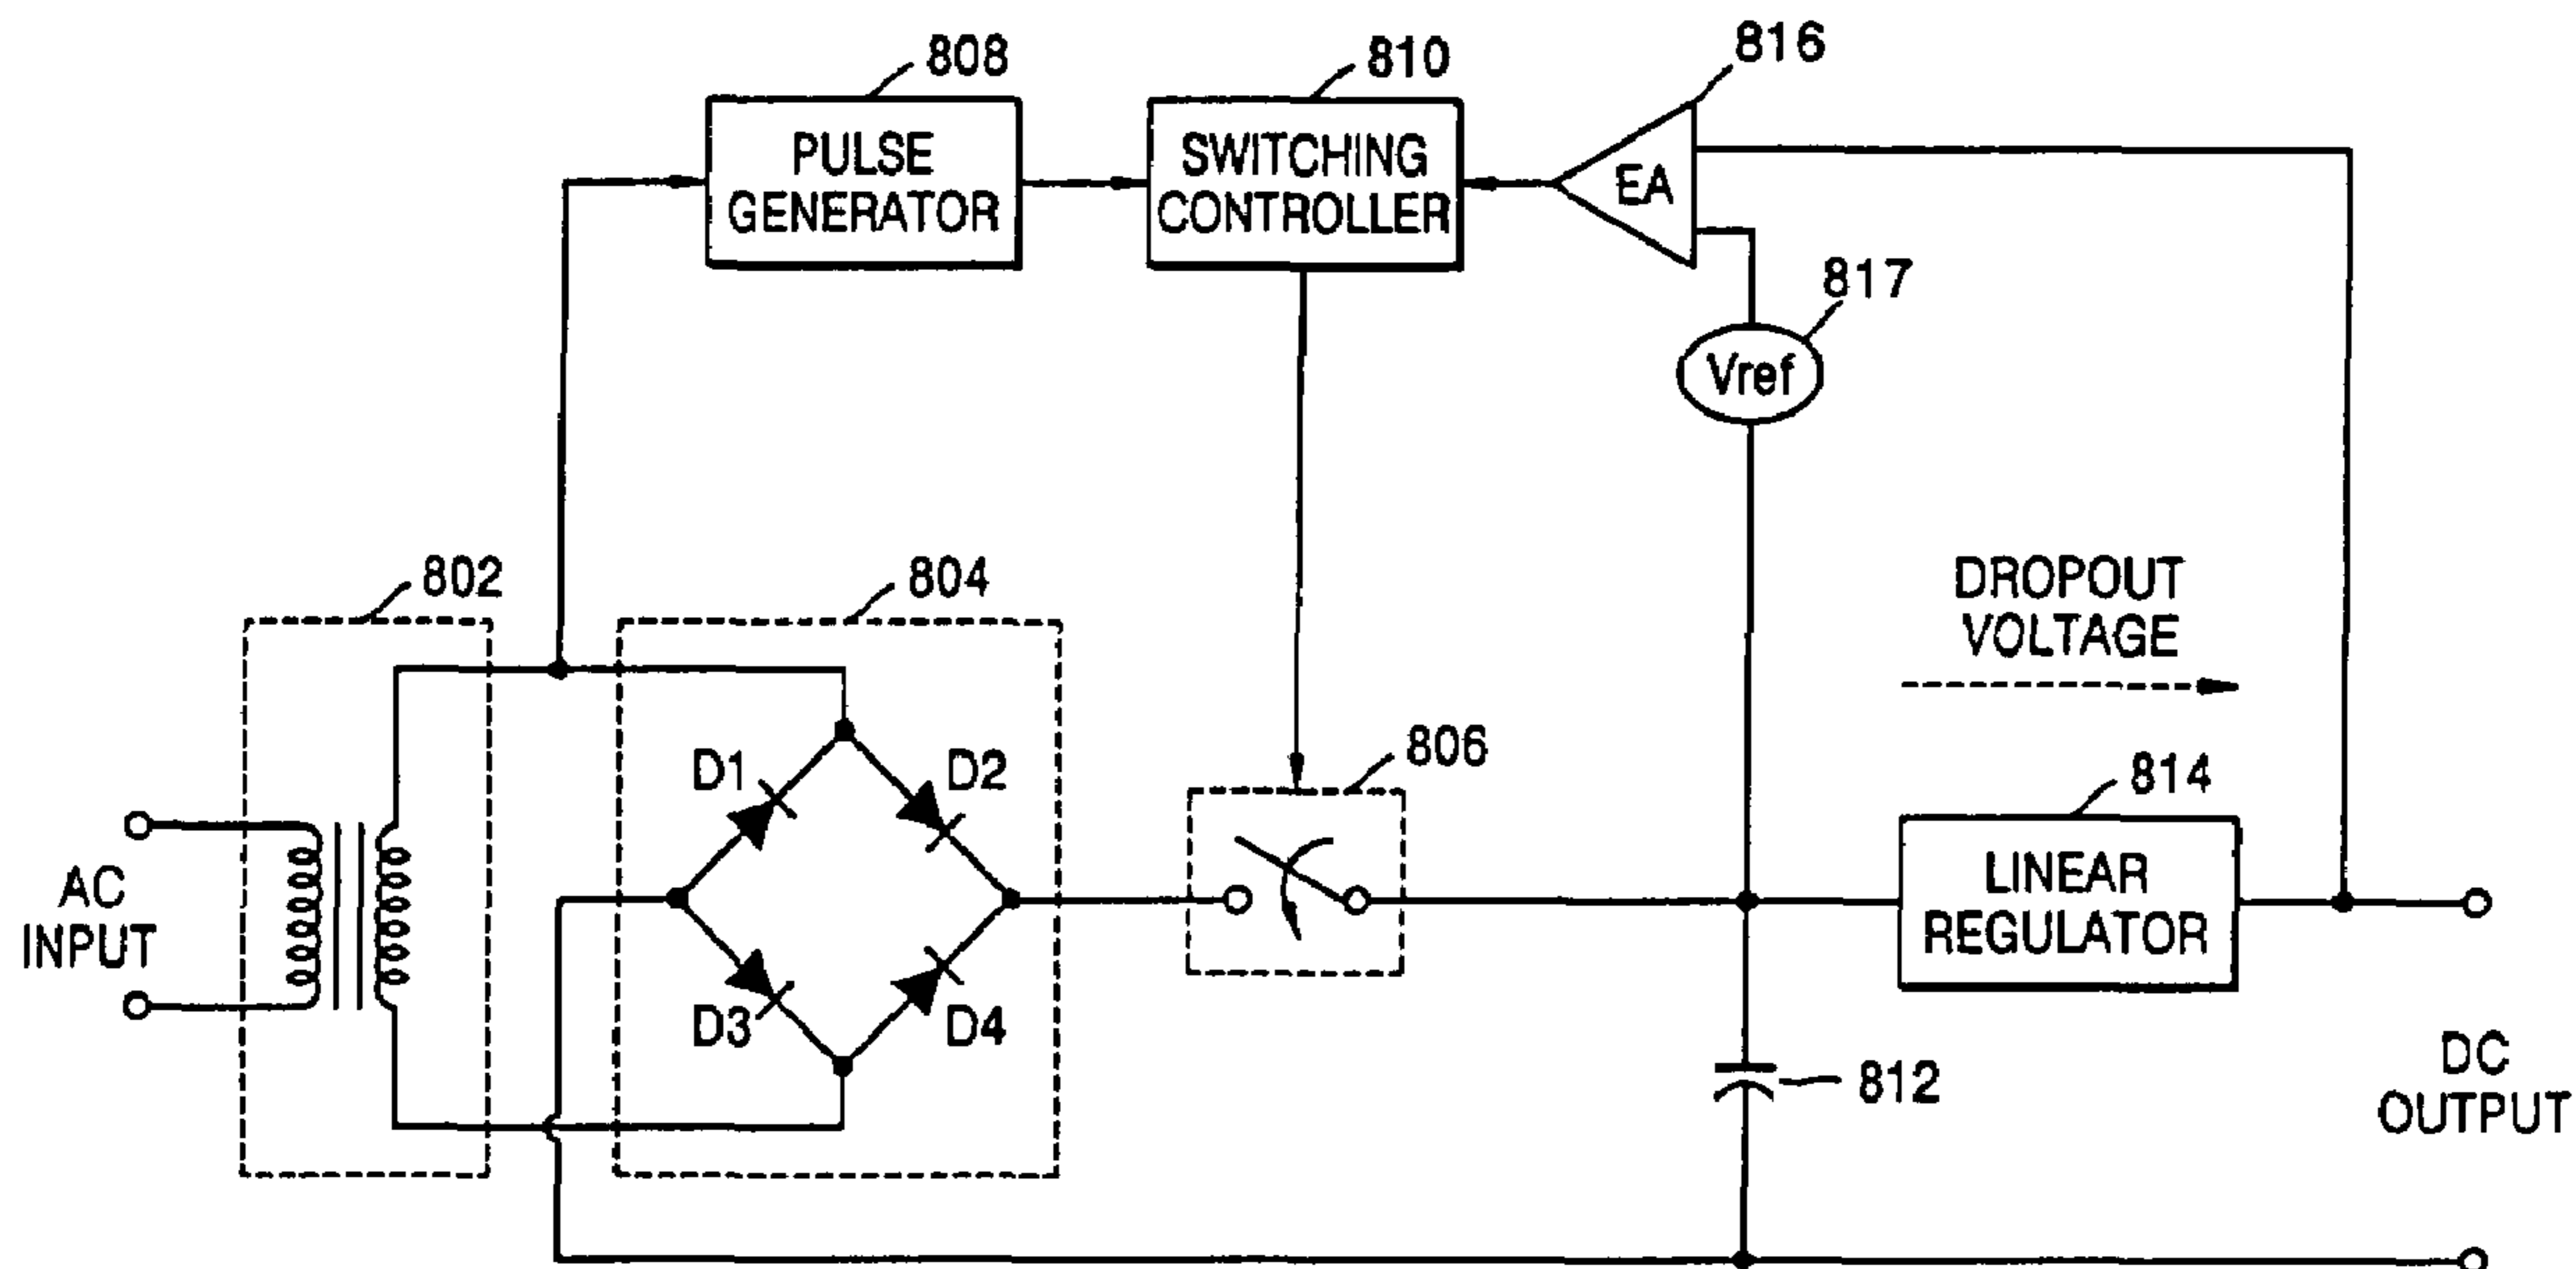 808
810
816
PULSE
GENERATOR
SWITCHING
CONTROLLER
EA
817
Vref
802
804
DROPOUT
VOLTAGE
D1
D2
806
814
AC
INPUT
LINEAR
REGULATOR
D3
D4
812
DC
OUTPUT